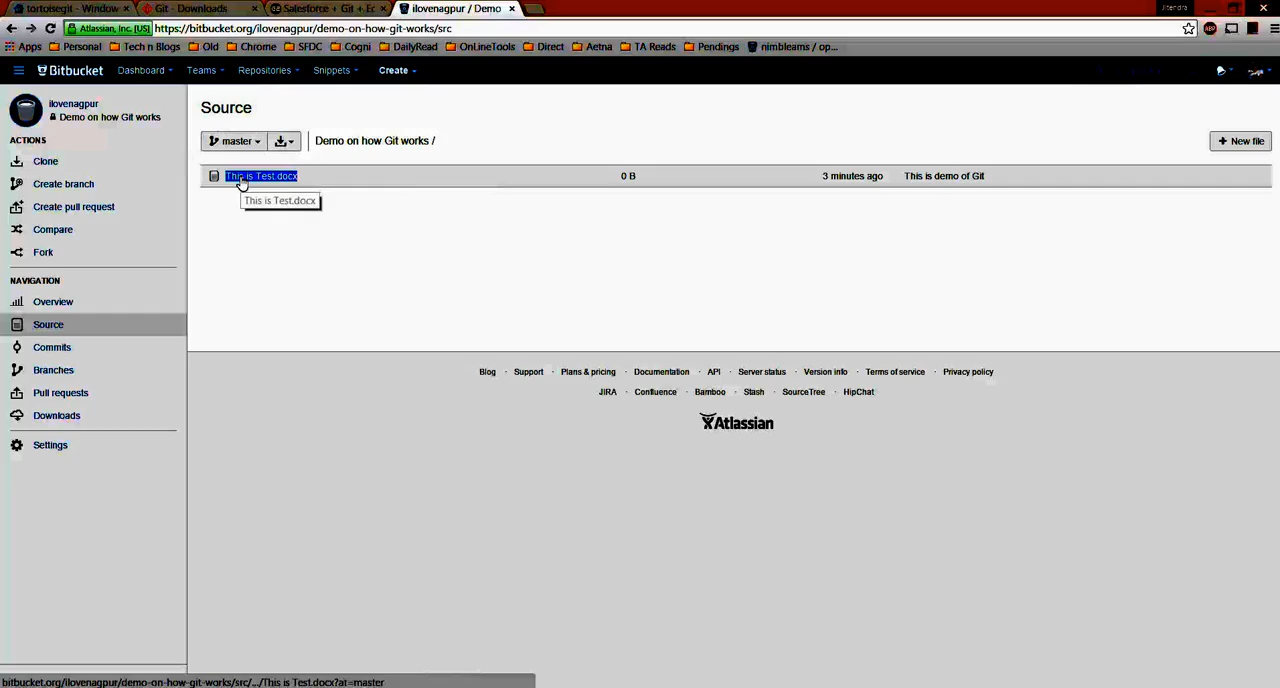 tortoisegit - Window
Git - Downloads
Salesforce + Git + Ec
ilovenagpur / Demo
Jitendra
Atlassian, Inc. [US]
https://bitbucket.org/ilovenagpur/demo-on-how-git-works/src
ABP
Apps Personal Tech n Blogs Old Chrome SFDC Cogni DailyRead OnLineTools Direct Aetna TA Reads Pendings nimbleams / op...
Bitbucket Dashboard Teams Repositories Snippets Create
ilovenagpur
Demo on how Git works
ACTIONS
Clone
Create branch
Create pull request
Compare
Fork
NAVIGATION
Overview
Source
Commits
Branches
Pull requests
Downloads
Settings
Source
master Demo on how Git works / + New file
This is Test.docx 0 B 3 minutes ago This is demo of Git
This is Test.docx
Blog · Support · Plans & pricing · Documentation · API · Server status · Version info · Terms of service · Privacy policy
JIRA · Confluence · Bamboo · Stash · SourceTree · HipChat
Atlassian
bitbucket.org/ilovenagpur/demo-on-how-git-works/src/.../This is Test.docx?at=master